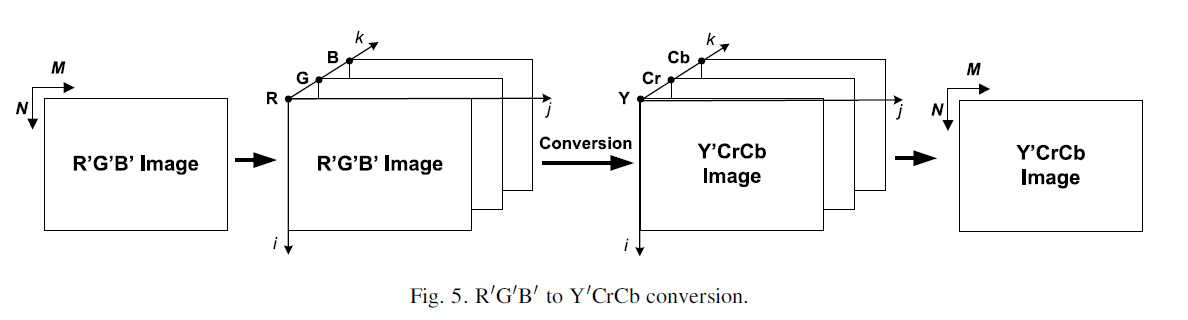 M
N
R'G'B' Image
k
B
G
R
j
R'G'B' Image
i
Conversion
k
Cb
Cr
Y
j
Y'CrCb
Image
i
M
N
Y'CrCb
Image
Fig. 5. R′G′B′ to Y′CrCb conversion.